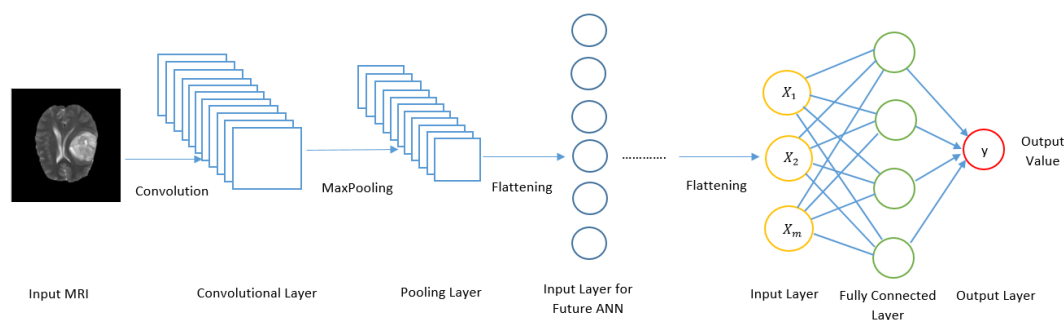 Convolution
MaxPooling
Flattening
.............
Flattening
X₁
X₂
Xₘ
y
Output
Value
Input MRI
Convolutional Layer
Pooling Layer
Input Layer for
Future ANN
Input Layer
Fully Connected
Layer
Output Layer